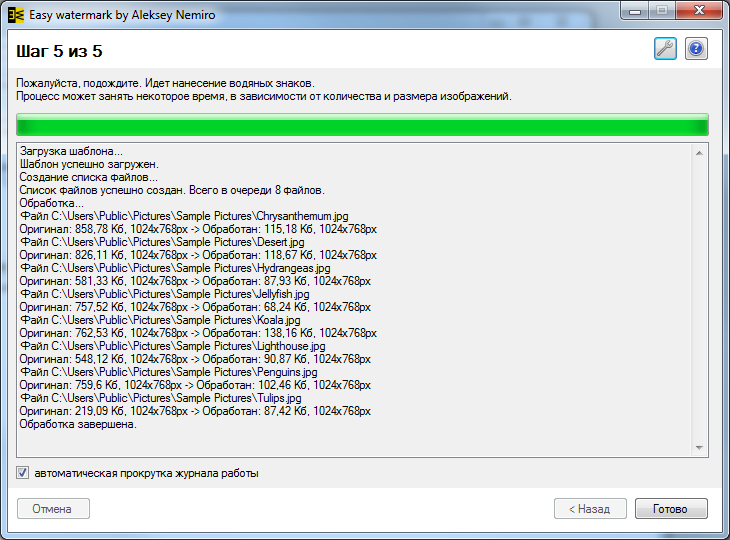 Easy watermark by Aleksey Nemiro
Шаг 5 из 5
Пожалуйста, подождите. Идет нанесение водяных знаков.
Процесс может занять некоторое время, в зависимости от количества и размера изображений.
Загрузка шаблона...
Шаблон успешно загружен.
Создание списка файлов...
Список файлов успешно создан. Всего в очереди 8 файлов.
Обработка...
Файл C:\Users\Public\Pictures\Sample Pictures\Chrysanthemum.jpg
Оригинал: 858,78 Кб, 1024x768px -> Обработан: 115,18 Кб, 1024x768px
Файл C:\Users\Public\Pictures\Sample Pictures\Desert.jpg
Оригинал: 826,11 Кб, 1024x768px -> Обработан: 118,67 Кб, 1024x768px
Файл C:\Users\Public\Pictures\Sample Pictures\Hydrangeas.jpg
Оригинал: 581,33 Кб, 1024x768px -> Обработан: 87,93 Кб, 1024x768px
Файл C:\Users\Public\Pictures\Sample Pictures\Jellyfish.jpg
Оригинал: 757,52 Кб, 1024x768px -> Обработан: 68,24 Кб, 1024x768px
Файл C:\Users\Public\Pictures\Sample Pictures\Koala.jpg
Оригинал: 762,53 Кб, 1024x768px -> Обработан: 138,16 Кб, 1024x768px
Файл C:\Users\Public\Pictures\Sample Pictures\Lighthouse.jpg
Оригинал: 548,12 Кб, 1024x768px -> Обработан: 90,87 Кб, 1024x768px
Файл C:\Users\Public\Pictures\Sample Pictures\Penguins.jpg
Оригинал: 759,6 Кб, 1024x768px -> Обработан: 102,46 Кб, 1024x768px
Файл C:\Users\Public\Pictures\Sample Pictures\Tulips.jpg
Оригинал: 219,09 Кб, 1024x768px -> Обработан: 87,42 Кб, 1024x768px
Обработка завершена.
автоматическая прокрутка журнала работы
Отмена
< Назад
Готово